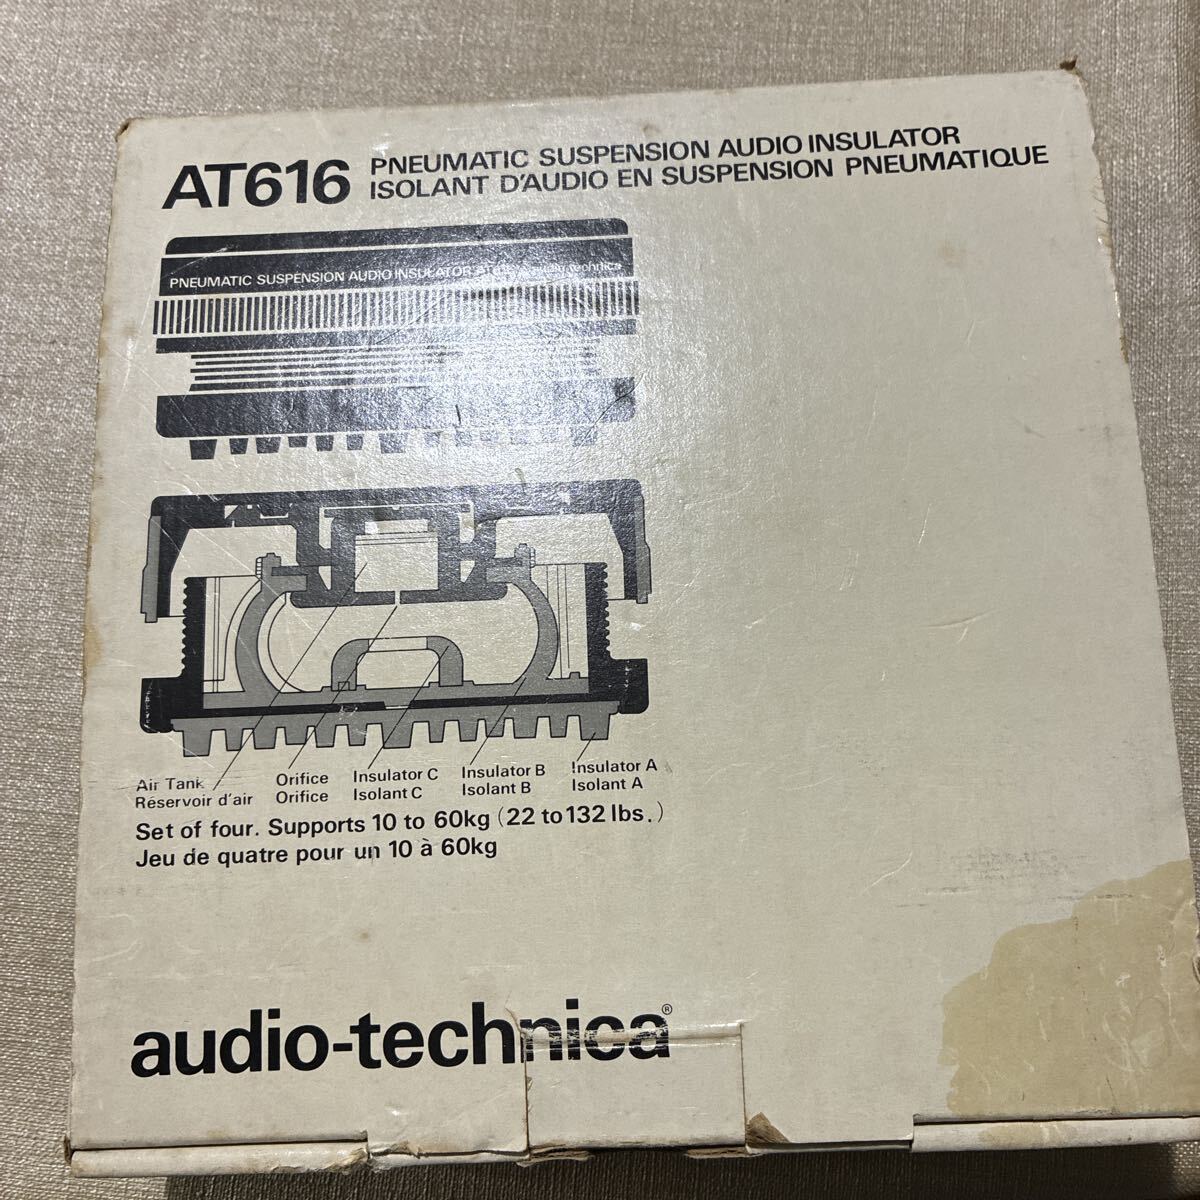 AT616
PNEUMATIC SUSPENSION AUDIO INSULATOR
ISOLANT D'AUDIO EN SUSPENSION PNEUMATIQUE
PNEUMATIC SUSPENSION AUDIO INSULATOR audio technica
Air Tank
Réservoir d'air
Orifice
Orifice
Insulator C
Isolant C
Insulator B
Isolant B
Insulator A
Isolant A
Set of four. Supports 10 to 60kg (22 to 132 lbs.)
Jeu de quatre pour un 10 à 60kg
audio-technica®